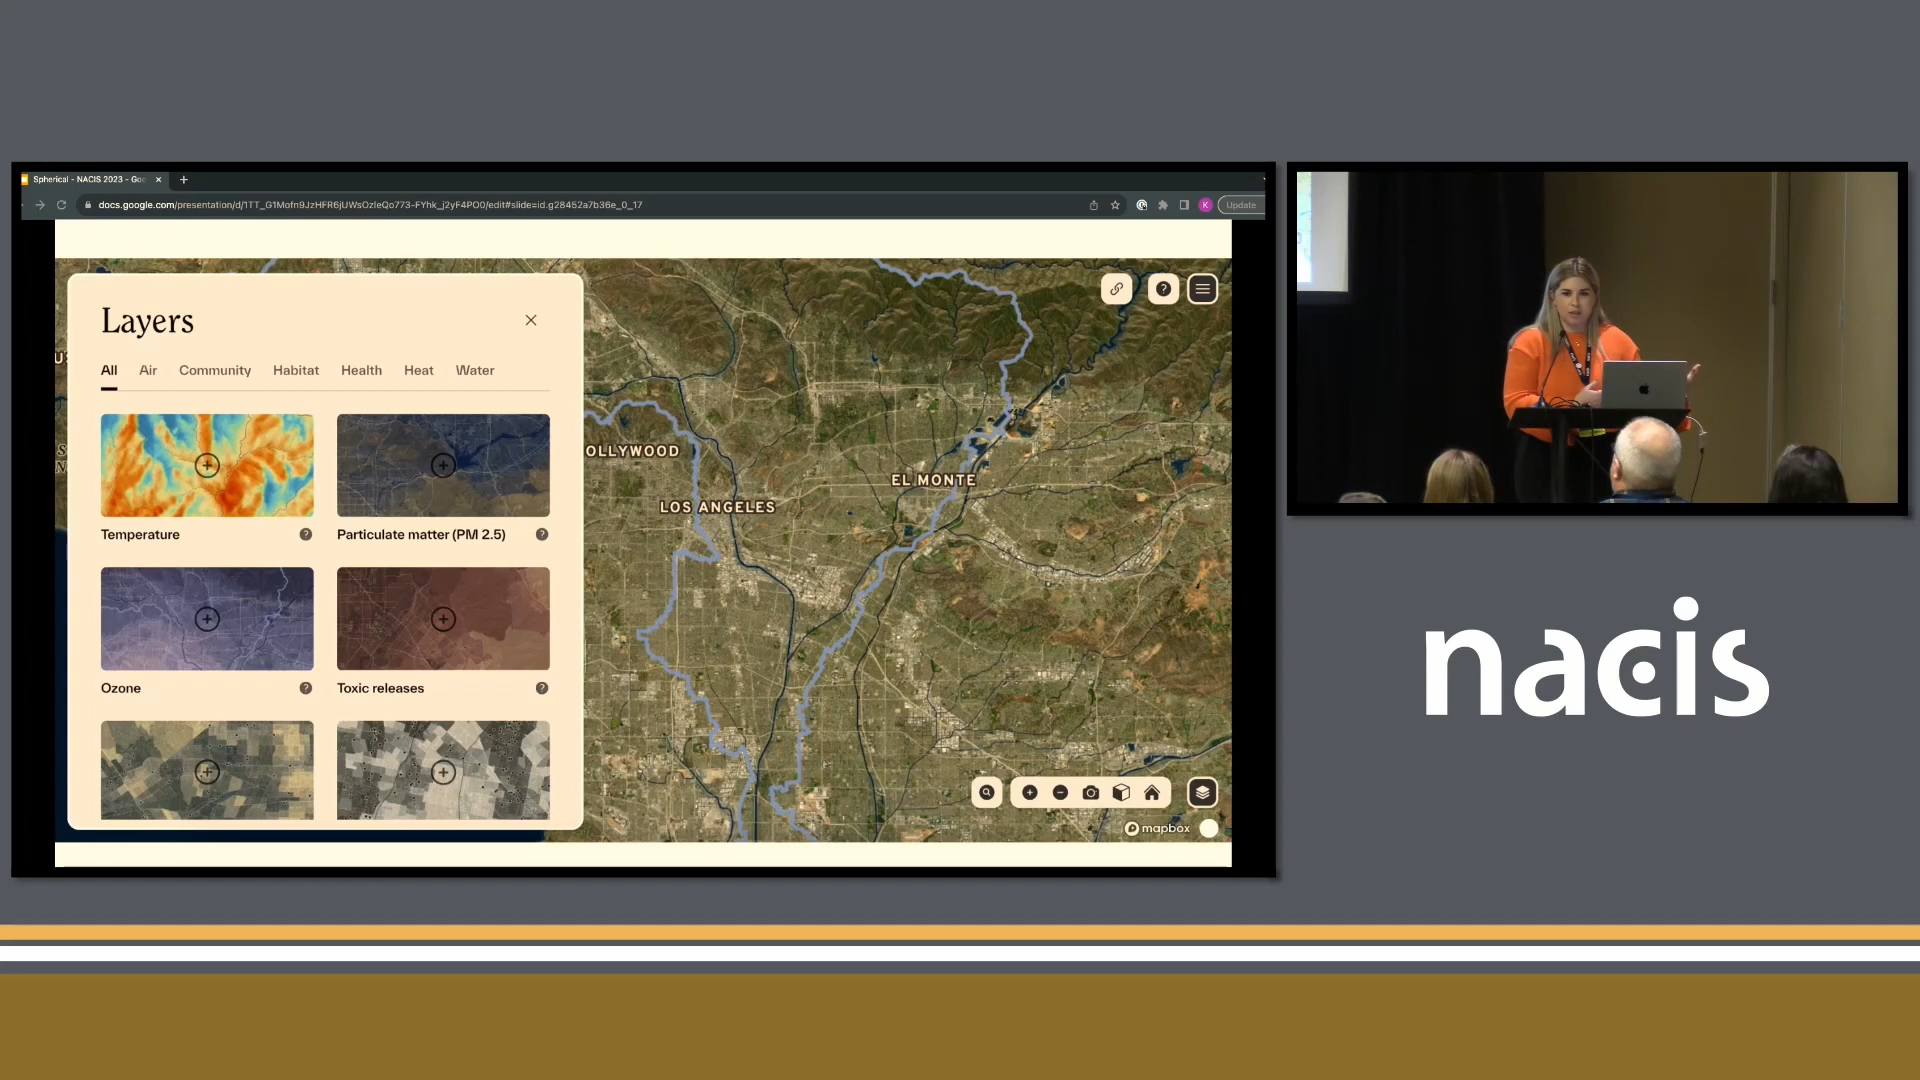 Spherical - NACIS 2023 - Goo
docs.google.com/presentation/d/1TT_G1Mofn9JzHFR6jUWsOzleQo773-FYhk_j2yF4PO0/edit#slide=id.g28452a7b36e_0_17
K
Update
Layers
All Air Community Habitat Health Heat Water
Temperature
Particulate matter (PM 2.5)
Ozone
Toxic releases
OLLYWOOD
LOS ANGELES
EL MONTE
mapbox
nacis